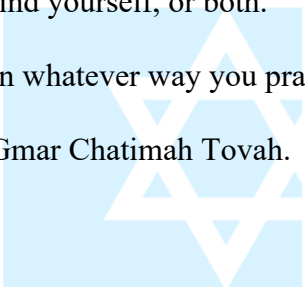 ind yourself, or both.
n whatever way you pra
Gmar Chatimah Tovah.